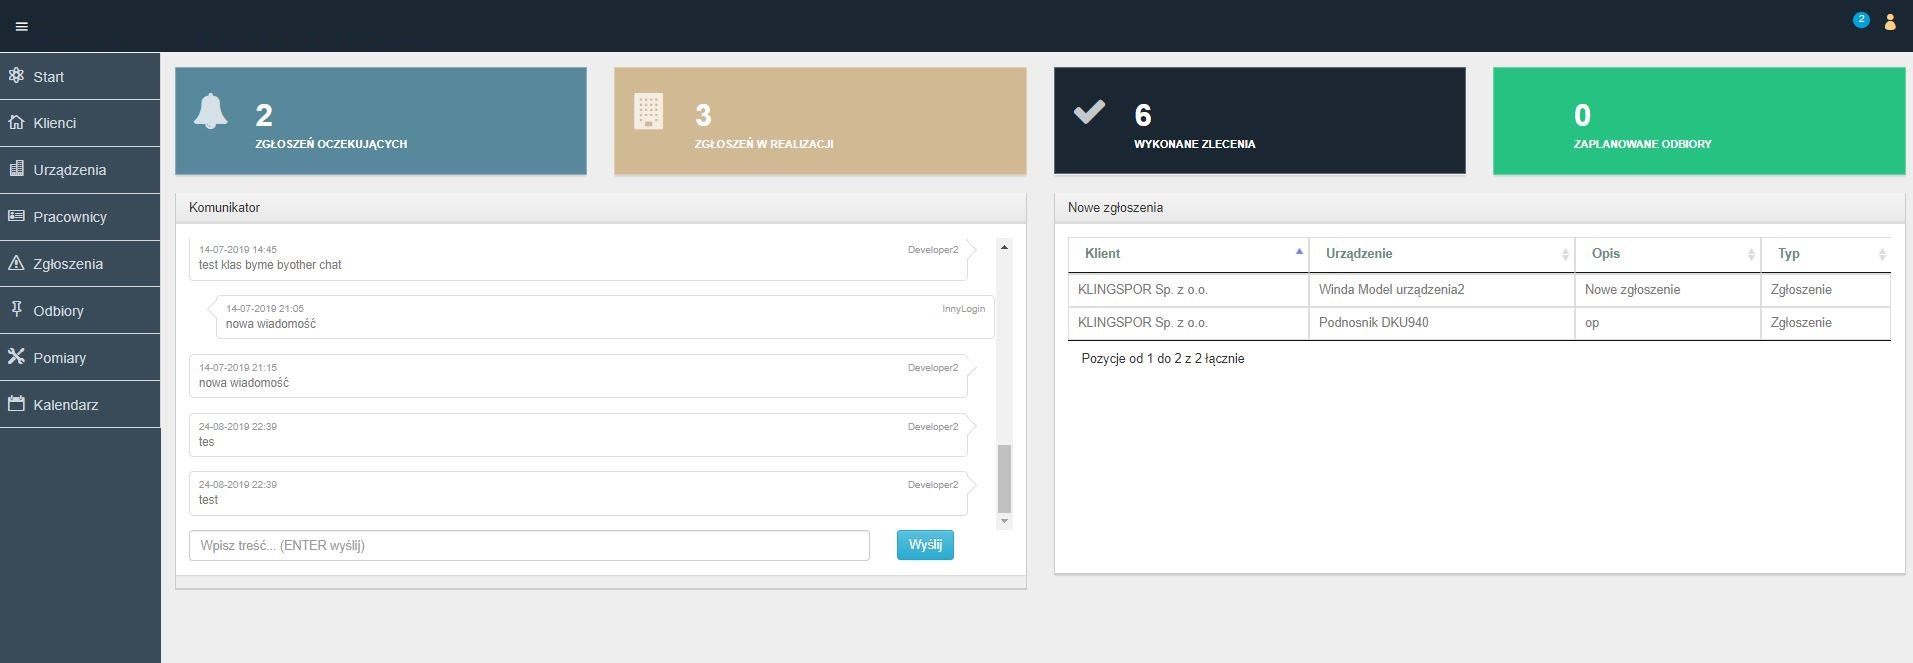 2
Start
Klienci
Urządzenia
Pracownicy
Zgłoszenia
Odbiory
Pomiary
Kalendarz
2
ZGŁOSZEŃ OCZEKUJĄCYCH
3
ZGŁOSZEŃ W REALIZACJI
6
WYKONANE ZLECENIA
0
ZAPLANOWANE ODBIORY
Komunikator
14-07-2019 14:45 Developer2
test klas byme byother chat
14-07-2019 21:05 InnyLogin
nowa wiadomość
14-07-2019 21:15 Developer2
nowa wiadomość
24-08-2019 22:39 Developer2
tes
24-08-2019 22:39 Developer2
test
Wpisz treść... (ENTER wyślij) Wyślij
Nowe zgłoszenia
Klient Urządzenie Opis Typ
KLINGSPOR Sp. z o.o. Winda Model urządzenia2 Nowe zgłoszenie Zgłoszenie
KLINGSPOR Sp. z o.o. Podnosnik DKU940 op Zgłoszenie
Pozycje od 1 do 2 z 2 łącznie